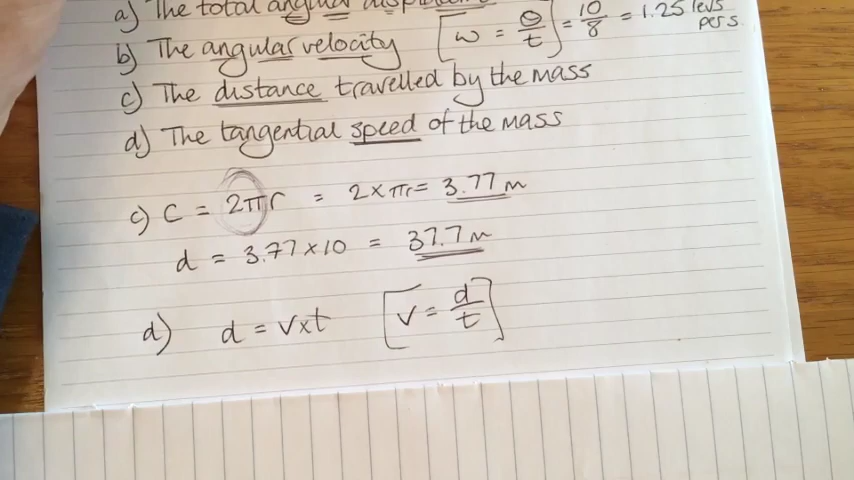 a) The total angular displacement
b) The angular velocity [ω = θ/t] = 10/8 = 1.25 revs per s.
c) The distance travelled by the mass
d) The tangential speed of the mass
c) C = 2πr = 2×πr = 3.77 m
d = 3.77×10 = 37.7 m
d) d = v×t [v = d/t]